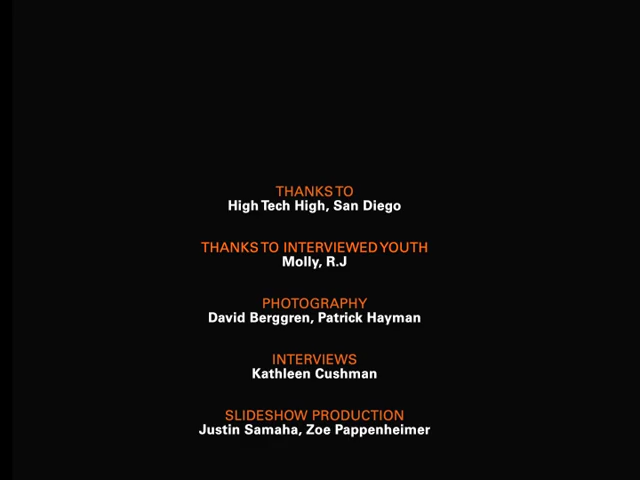 THANKS TO
High Tech High, San Diego
THANKS TO INTERVIEWED YOUTH
Molly, R.J
PHOTOGRAPHY
David Berggren, Patrick Hayman
INTERVIEWS
Kathleen Cushman
SLIDESHOW PRODUCTION
Justin Samaha, Zoe Pappenheimer